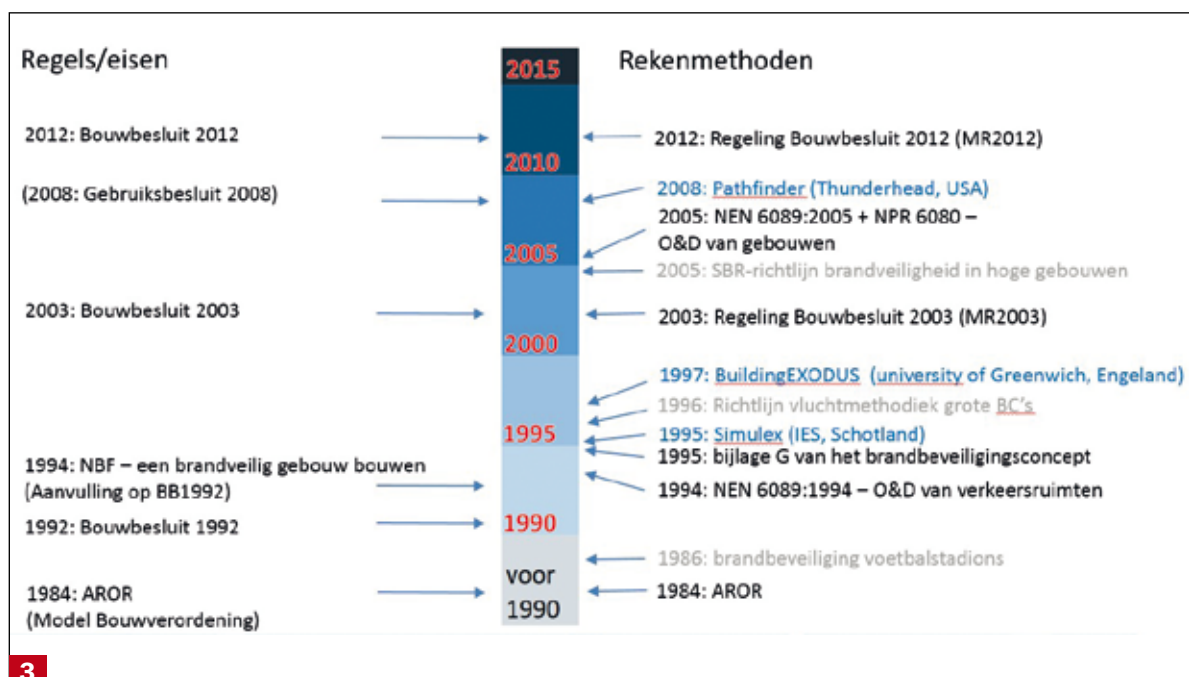 Regels/eisen
2012: Bouwbesluit 2012
(2008: Gebruiksbesluit 2008)
2003: Bouwbesluit 2003
1994: NBF – een brandveilig gebouw bouwen
(Aanvulling op BB1992)
1992: Bouwbesluit 1992
1984: AROR
(Model Bouwverordening)
2015
2010
2005
2000
1995
1990
voor
1990
Rekenmethoden
2012: Regeling Bouwbesluit 2012 (MR2012)
2008: Pathfinder (Thunderhead, USA)
2005: NEN 6089:2005 + NPR 6080 –
O&D van gebouwen
2005: SBR-richtlijn brandveiligheid in hoge gebouwen
2003: Regeling Bouwbesluit 2003 (MR2003)
1997: BuildingEXODUS (university of Greenwich, Engeland)
1996: Richtlijn vluchtmethodiek grote BC's
1995: Simulex (IES, Schotland)
1995: bijlage G van het brandbeveiligingsconcept
1994: NEN 6089:1994 – O&D van verkeersruimten
1986: brandbeveiliging voetbalstadions
1984: AROR
3